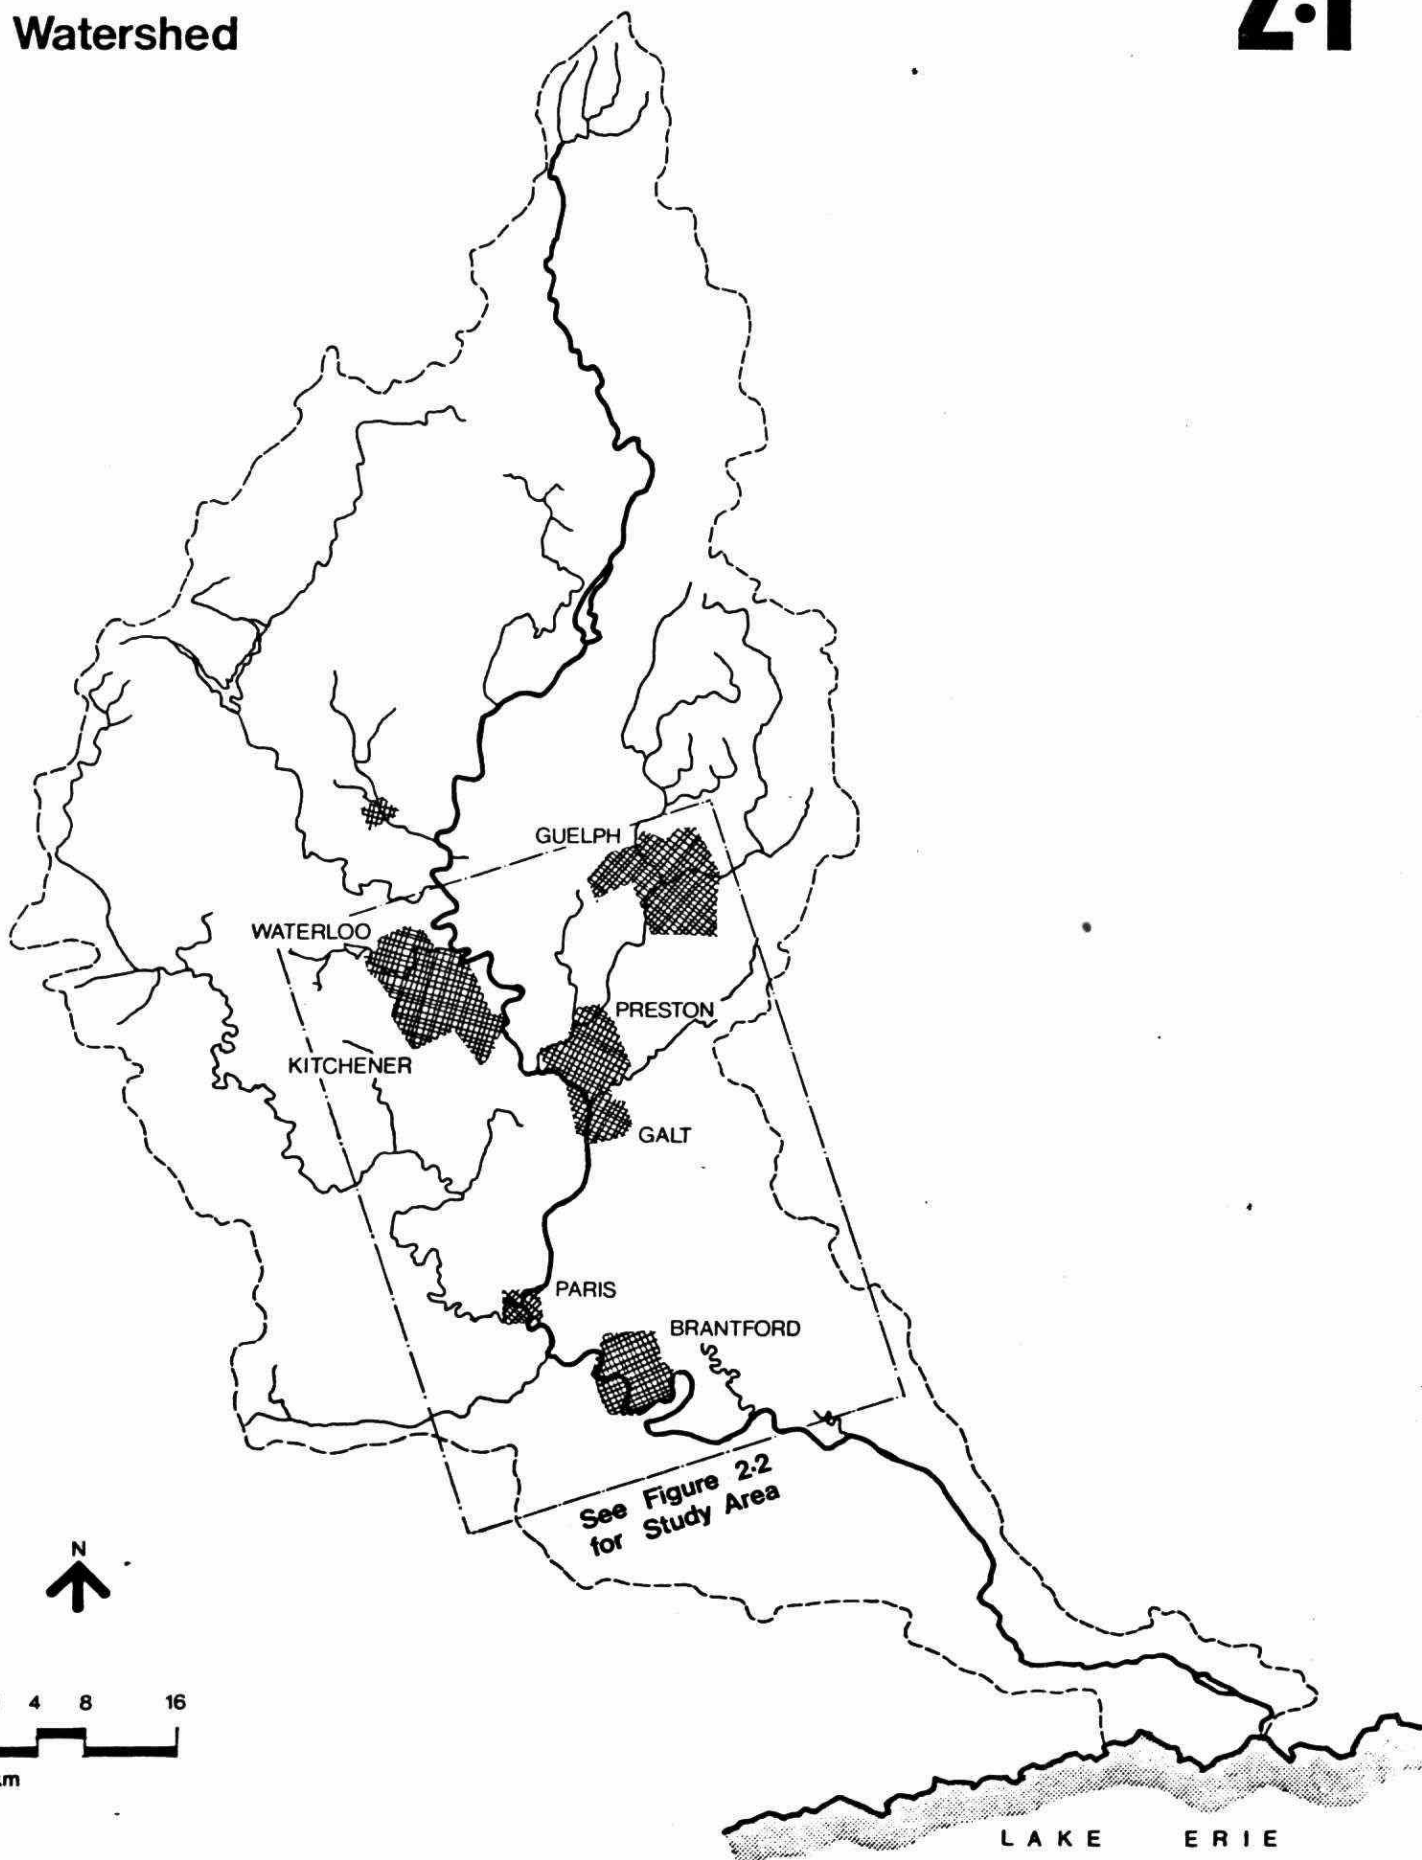 Watershed
2·1
GUELPH
WATERLOO
PRESTON
KITCHENER
GALT
PARIS
BRANTFORD
See Figure 2·2
for Study Area
N
4 8 16
LAKE ERIE